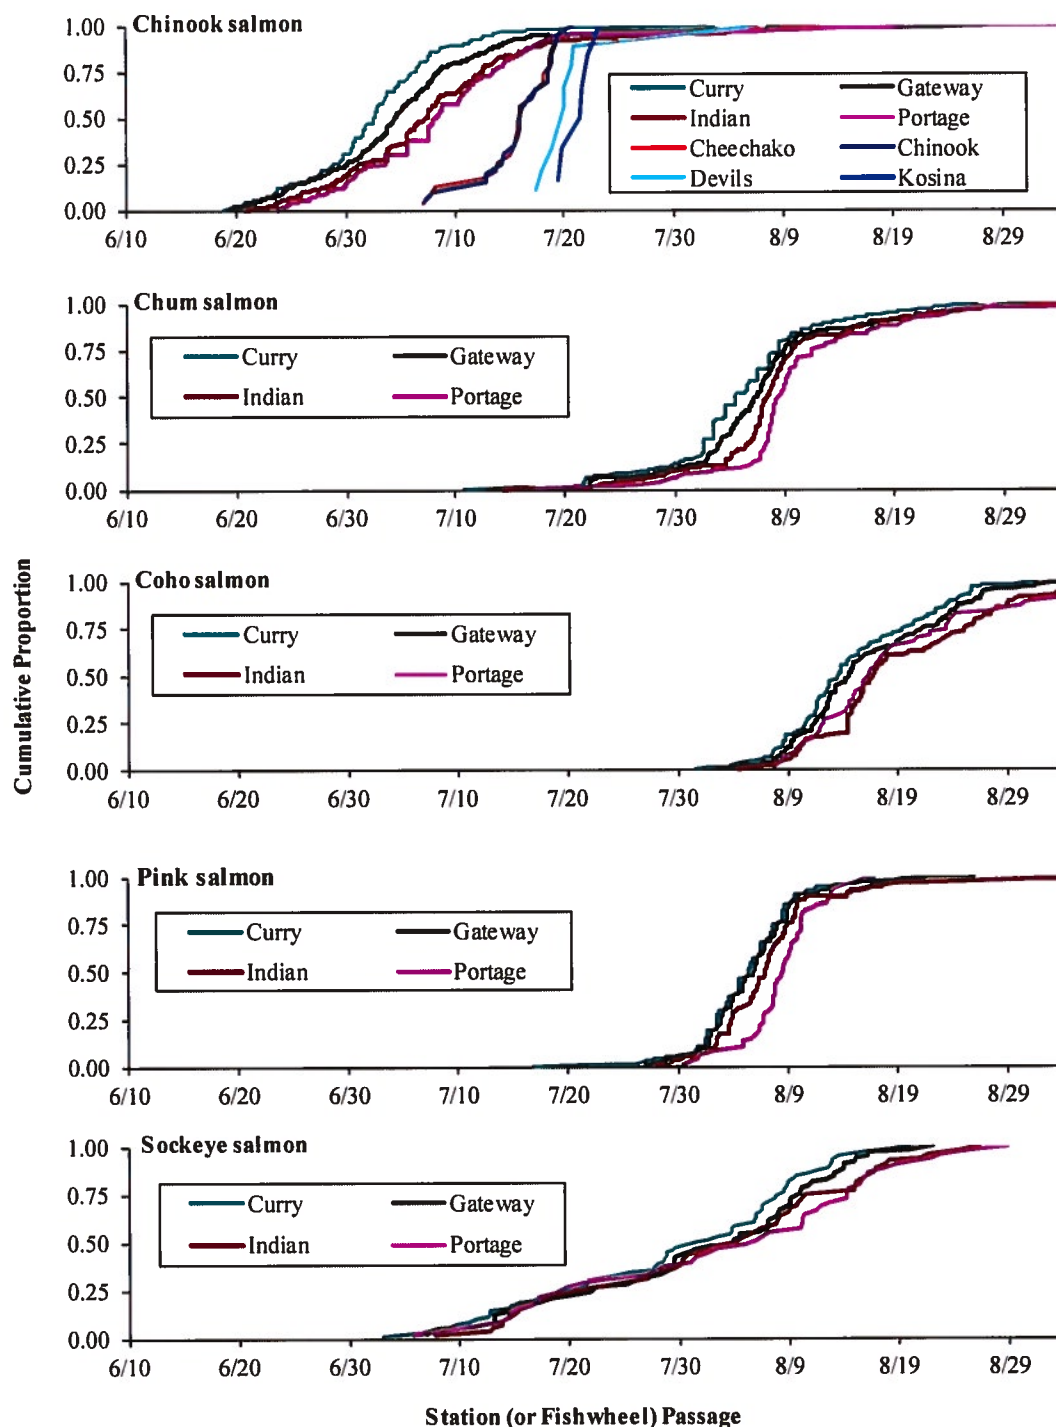 Chinook salmon
1.00
0.75
0.50
0.25
0.00
Curry Gateway
Indian Portage
Cheechako Chinook
Devils Kosina
6/10 6/20 6/30 7/10 7/20 7/30 8/9 8/19 8/29
Chum salmon
1.00
0.75
0.50
0.25
0.00
Curry Gateway
Indian Portage
6/10 6/20 6/30 7/10 7/20 7/30 8/9 8/19 8/29
Cumulative Proportion
Coho salmon
1.00
0.75
0.50
0.25
0.00
Curry Gateway
Indian Portage
6/10 6/20 6/30 7/10 7/20 7/30 8/9 8/19 8/29
Pink salmon
1.00
0.75
0.50
0.25
0.00
Curry Gateway
Indian Portage
6/10 6/20 6/30 7/10 7/20 7/30 8/9 8/19 8/29
Sockeye salmon
1.00
0.75
0.50
0.25
0.00
Curry Gateway
Indian Portage
6/10 6/20 6/30 7/10 7/20 7/30 8/9 8/19 8/29
Station (or Fishwheel) Passage